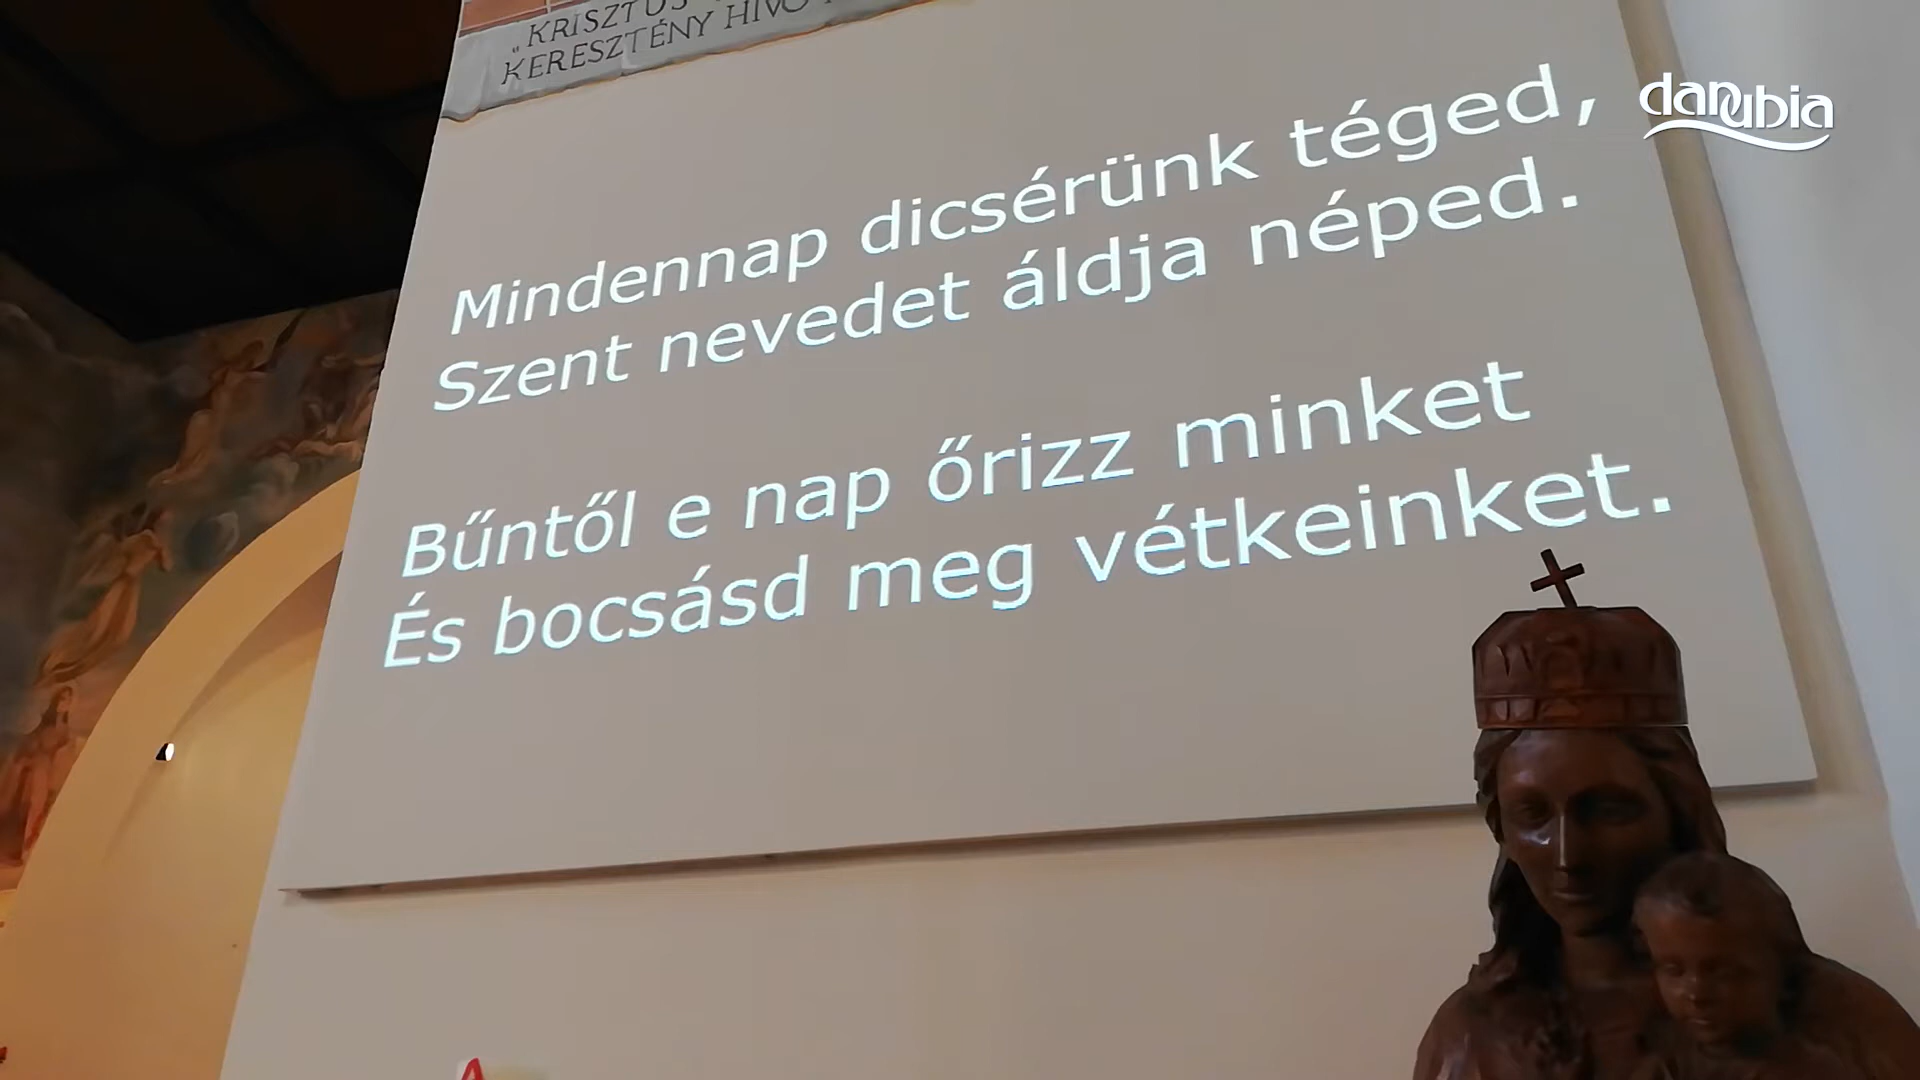 „KRISZTUS
KERESZTÉNY HÍVŐ
danubia
Mindennap dicsérünk téged,
Szent nevedet áldja néped.
Bűntől e nap őrizz minket
És bocsásd meg vétkeinket.